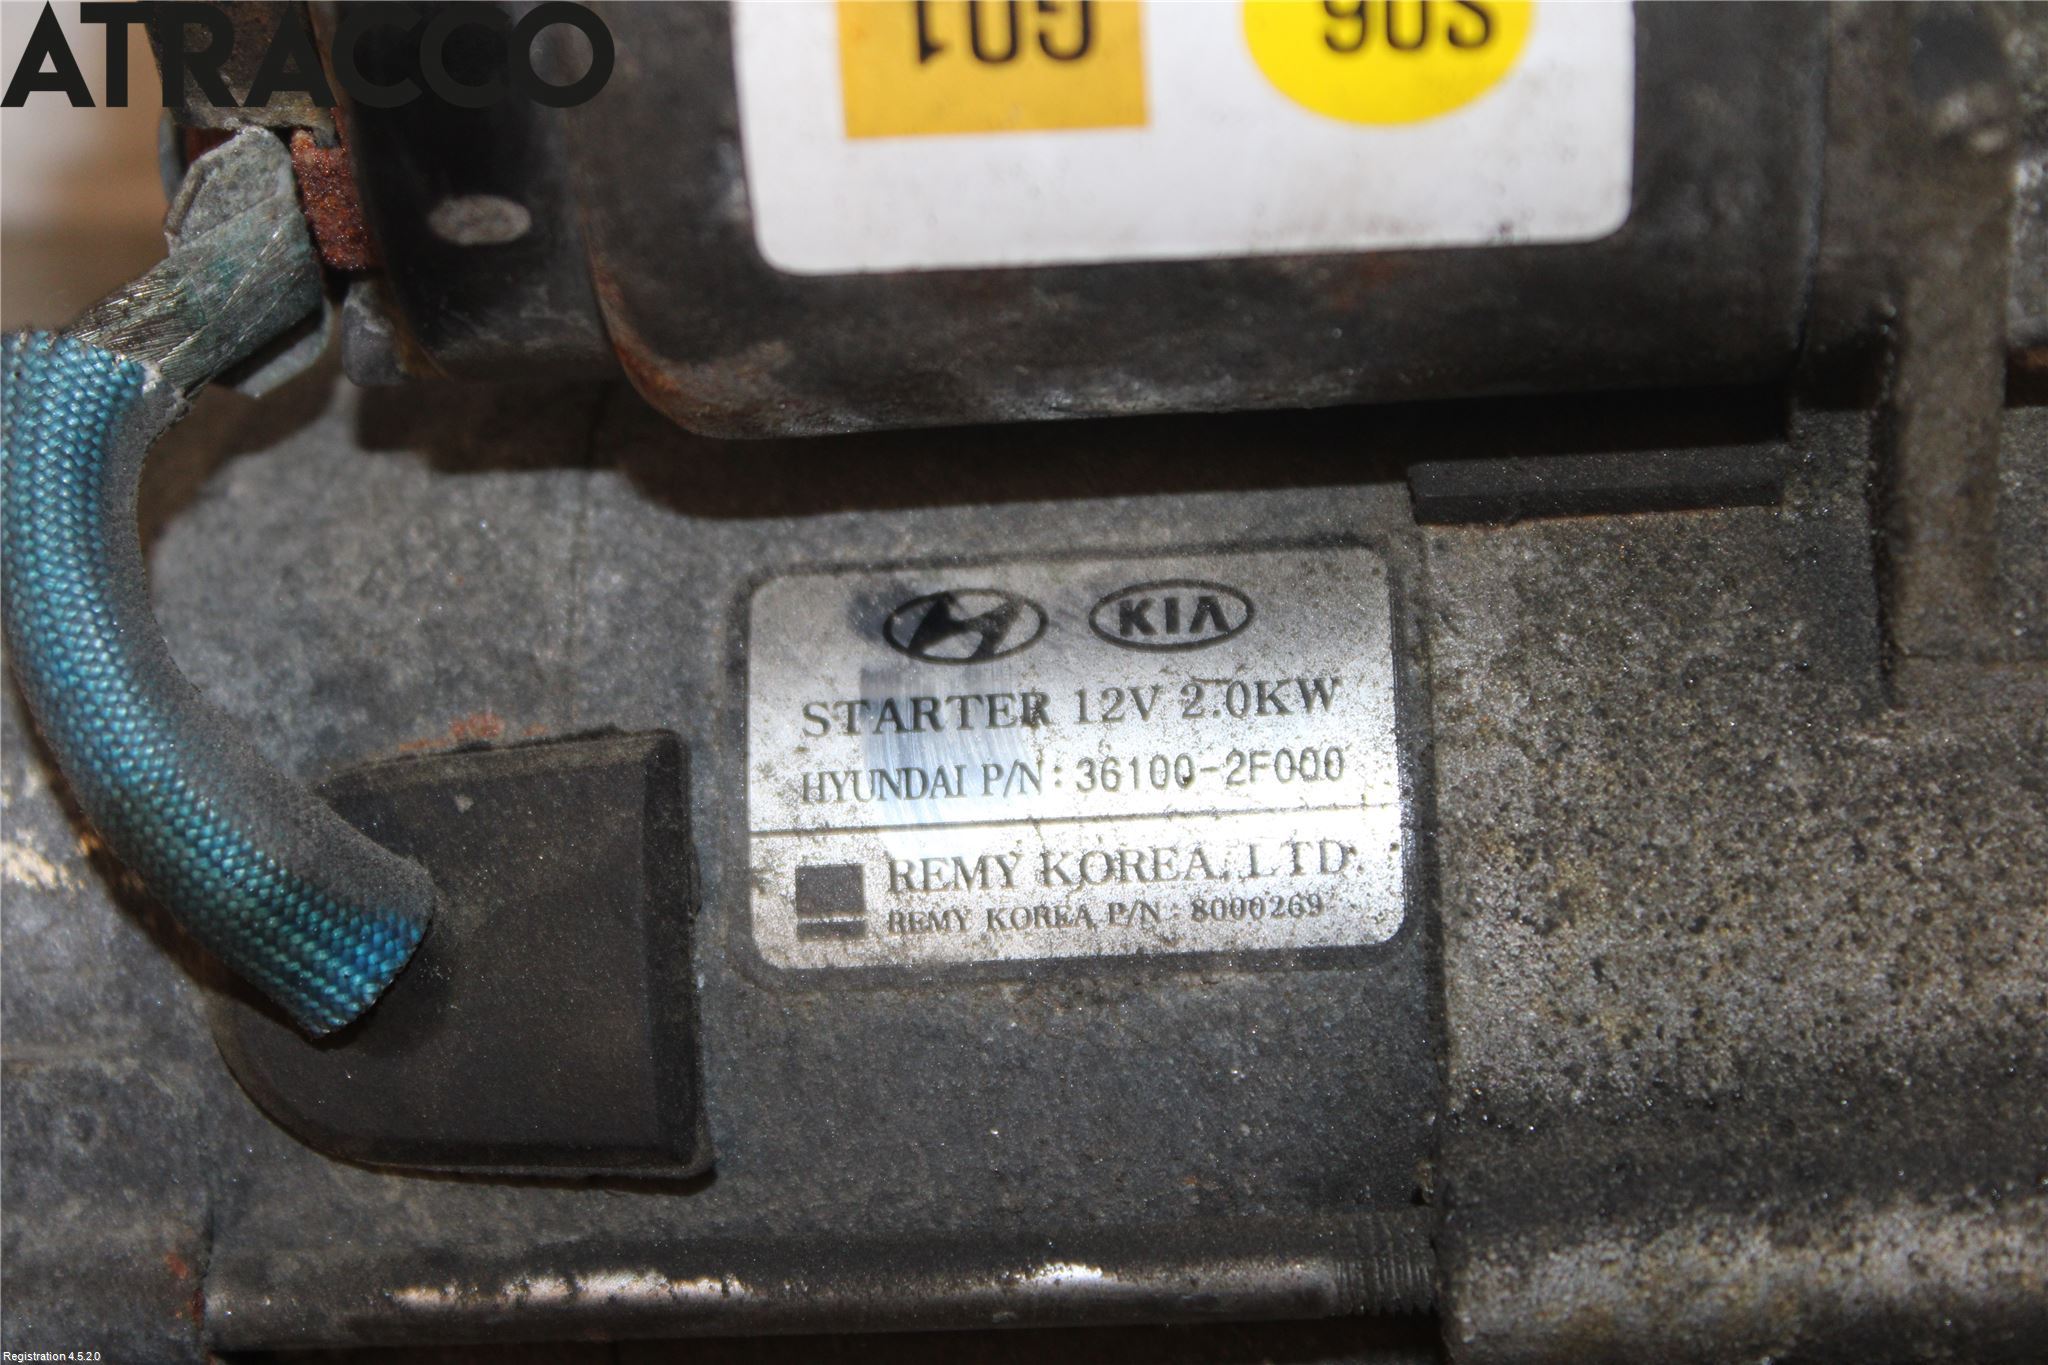 ATRACCO
G01
S06
KIA
STARTER 12V 2.0KW
HYUNDAI P/N: 36100-2F000
REMY KOREA, LTD
REMY KOREA P/N : 8000269
Registration 4.5.2.0